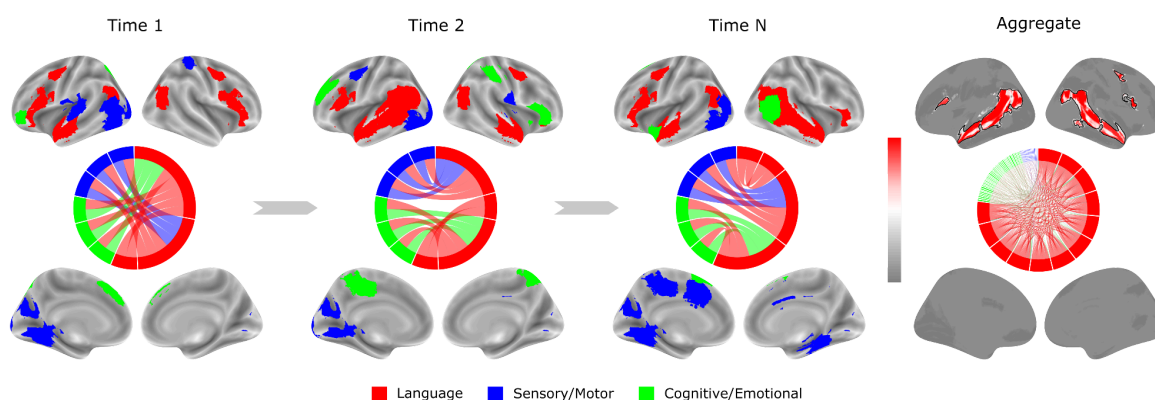 Time 1
Time 2
Time N
Aggregate
Language
Sensory/Motor
Cognitive/Emotional